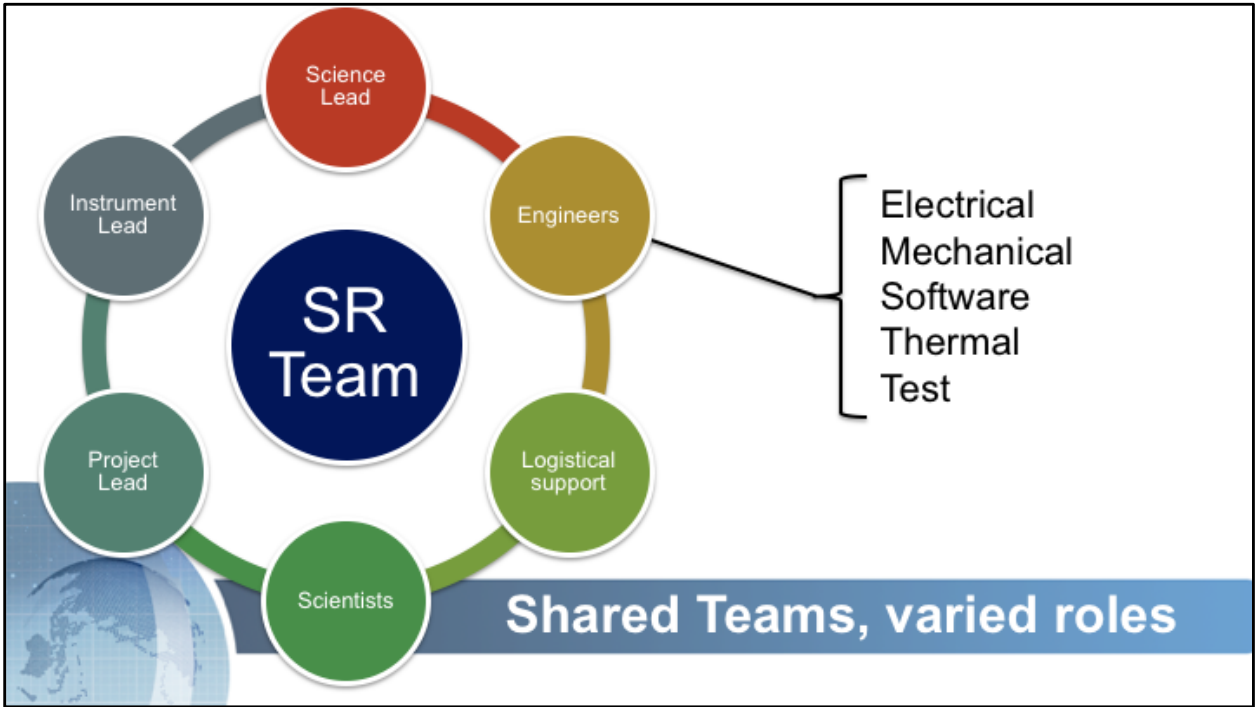 Science
Lead
Engineers
Logistical
support
Scientists
Project
Lead
Instrument
Lead
SR
Team
Electrical
Mechanical
Software
Thermal
Test
Shared Teams, varied roles